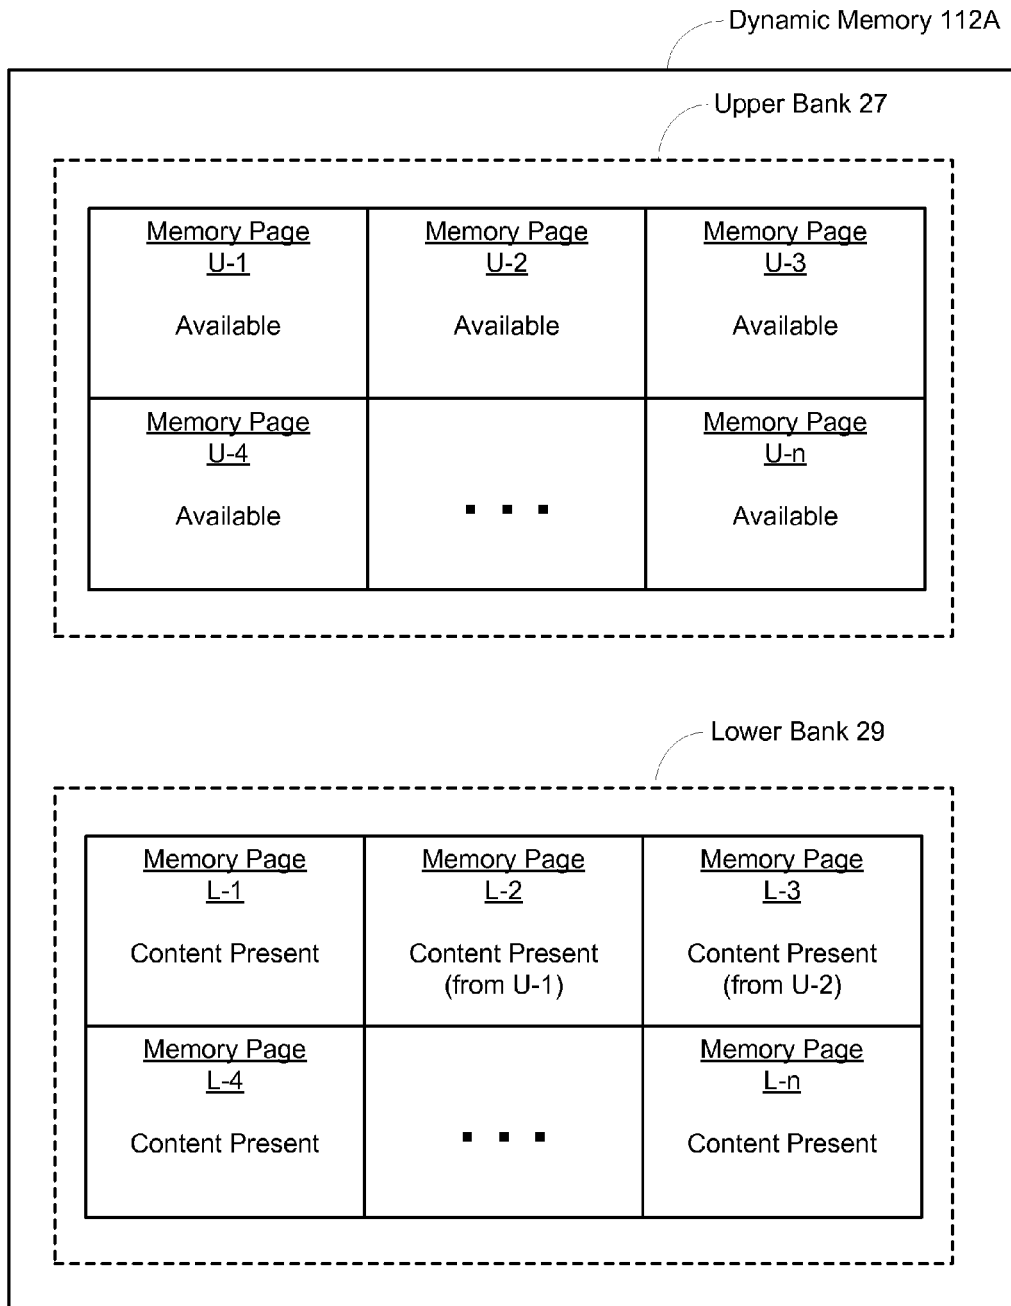 Dynamic Memory 112A
Upper Bank 27
Memory Page
U-1
Available
Memory Page
U-2
Available
Memory Page
U-3
Available
Memory Page
U-4
Available
. . .
Memory Page
U-n
Available
Lower Bank 29
Memory Page
L-1
Content Present
Memory Page
L-2
Content Present
(from U-1)
Memory Page
L-3
Content Present
(from U-2)
Memory Page
L-4
Content Present
. . .
Memory Page
L-n
Content Present